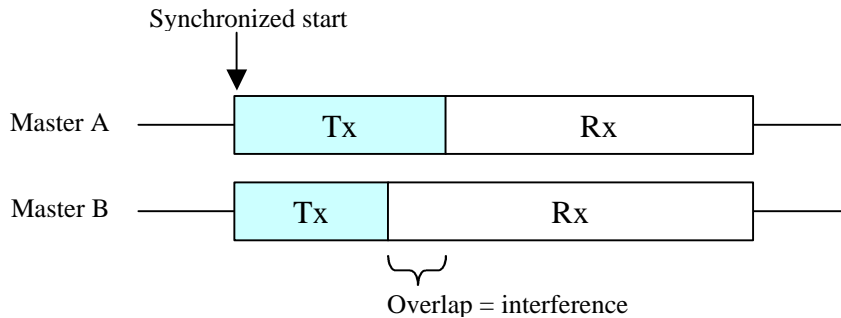 Synchronized start
Master A
Tx
Rx
Master B
Tx
Rx
Overlap = interference